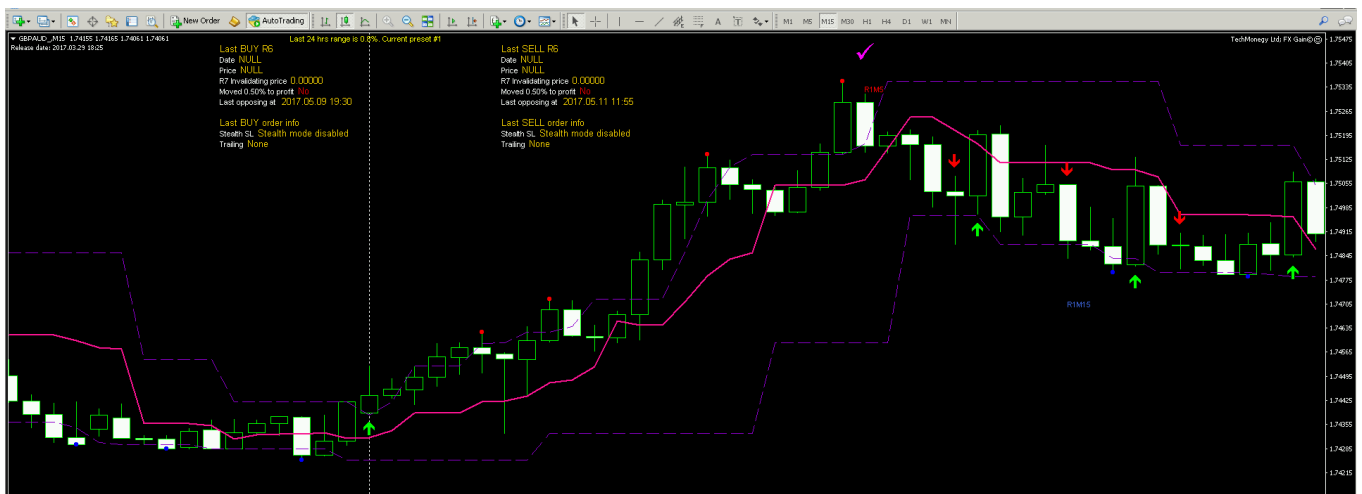 New Order AutoTrading A T M1 M5 M15 M30 H1 H4 D1 W1 MN
GBPAUD_,M15 1.74155 1.74165 1.74061 1.74061
Last 24 hrs range is 0.8%. Current preset #1
TechMonegy Ltd; FX Gain©
Release date: 2017.03.29 18:25
Last BUY R6
Date NULL
Price NULL
R7 Invalidating price 0.00000
Moved 0.50% to profit No
Last opposing at 2017.05.09 19:30
Last BUY order info
Stealth SL Stealth mode disabled
Trailing None
Last SELL R6
Date NULL
Price NULL
R7 Invalidating price 0.00000
Moved 0.50% to profit No
Last opposing at 2017.05.11 11:55
Last SELL order info
Stealth SL Stealth mode disabled
Trailing None
R1M5
R1M15
1.75475
1.75405
1.75335
1.75265
1.75195
1.75125
1.75055
1.74985
1.74915
1.74845
1.74775
1.74705
1.74635
1.74565
1.74495
1.74425
1.74355
1.74285
1.74215